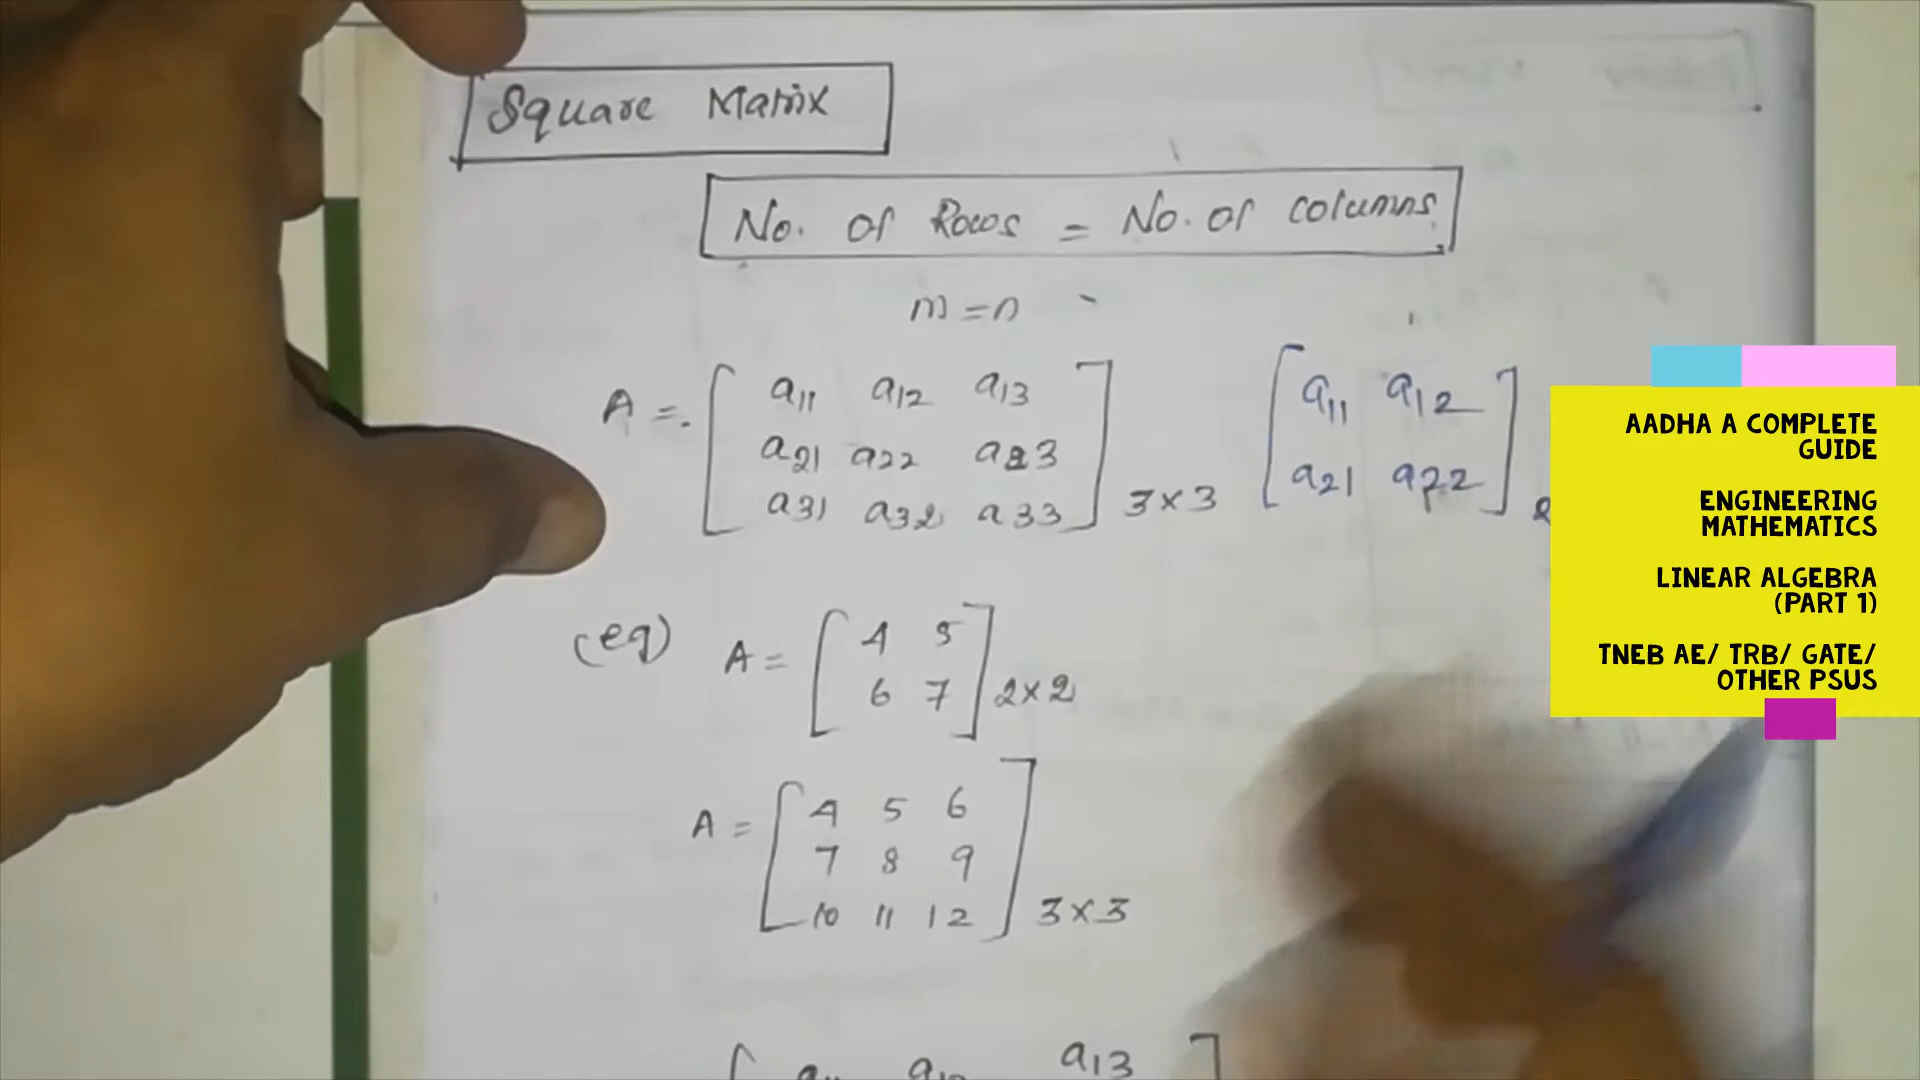 Square Matrix
No. of Rows = No. of columns
m = n
A = [ a11 a12 a13
a21 a22 a23
a31 a32 a33 ] 3×3
[ a11 a12
a21 a22 ] 2
(eg) A = [ 4 5
6 7 ] 2×2
A = [ 4 5 6
7 8 9
10 11 12 ] 3×3
[ a11 a12 a13 ]
AADHA A COMPLETE
GUIDE
ENGINEERING
MATHEMATICS
LINEAR ALGEBRA
(PART 1)
TNEB AE/ TRB/ GATE/
OTHER PSUS